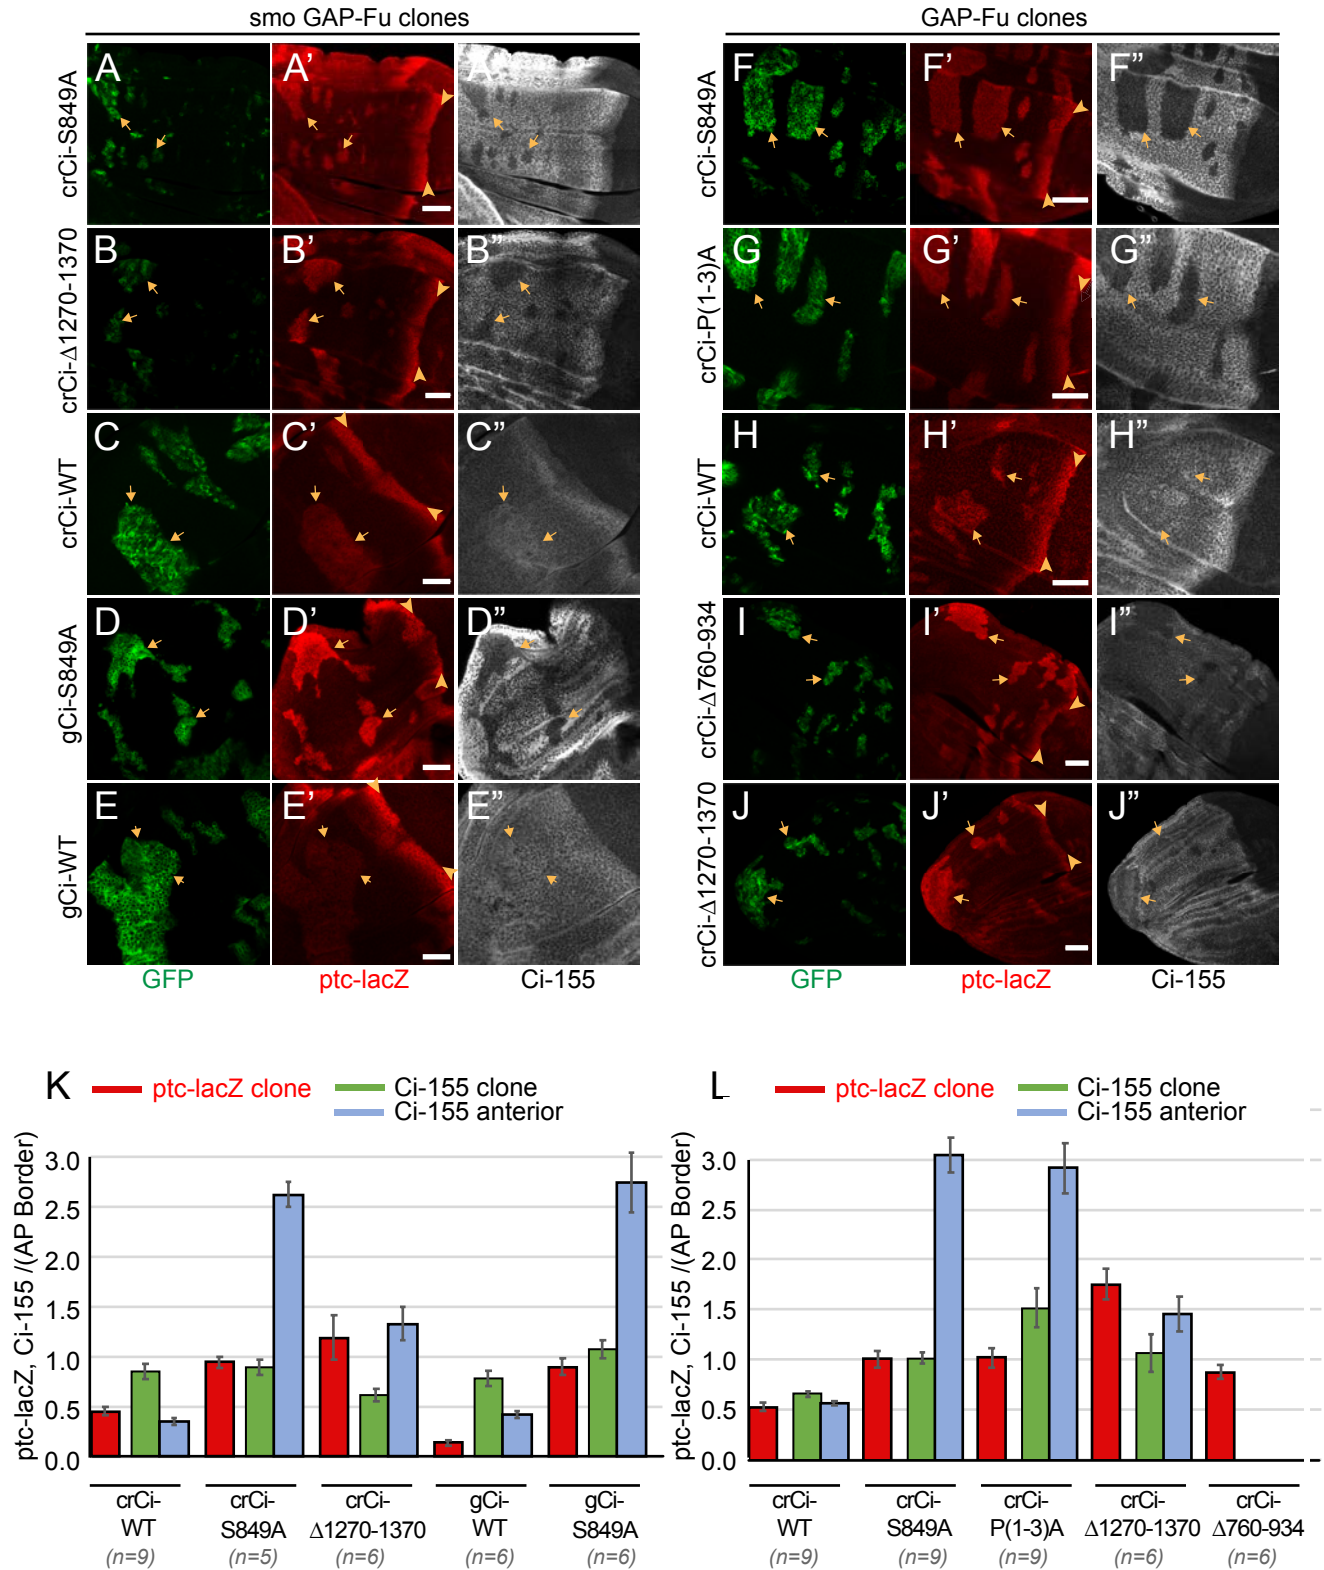 smo GAP-Fu clones
GAP-Fu clones
crCi-S849A
A
A’
A”
crCi-S849A
F
F’
F”
crCi-Δ1270-1370
B
B’
B”
crCi-P(1-3)A
G
G’
G”
crCi-WT
C
C’
C”
crCi-WT
H
H’
H”
gCi-S849A
D
D’
D”
crCi-Δ760-934
I
I’
I”
gCi-WT
E
E’
E”
crCi-Δ1270-1370
J
J’
J”
GFP
ptc-lacZ
Ci-155
GFP
ptc-lacZ
Ci-155
K
ptc-lacZ clone
Ci-155 clone
Ci-155 anterior
ptc-lacZ, Ci-155 /(AP Border)
3.0
2.5
2.0
1.5
1.0
0.5
0.0
crCi-WT (n=9)
crCi-S849A (n=5)
crCi-Δ1270-1370 (n=6)
gCi-WT (n=6)
gCi-S849A (n=6)
L
ptc-lacZ clone
Ci-155 clone
Ci-155 anterior
ptc-lacZ, Ci-155 /(AP Border)
3.0
2.5
2.0
1.5
1.0
0.5
0.0
crCi-WT (n=9)
crCi-S849A (n=9)
crCi-P(1-3)A (n=9)
crCi-Δ1270-1370 (n=6)
crCi-Δ760-934 (n=6)